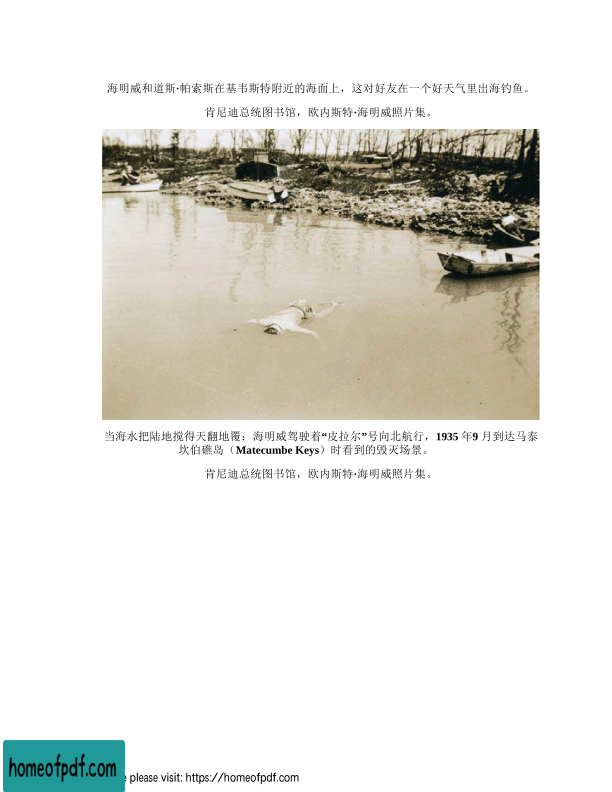 海明威和道斯·帕索斯在基韦斯特附近的海面上，这对好友在一个好天气里出海钓鱼。
肯尼迪总统图书馆，欧内斯特·海明威照片集。
当海水把陆地搅得天翻地覆：海明威驾驶着“皮拉尔”号向北航行，1935 年9 月到达马泰
坎伯礁岛（Matecumbe Keys）时看到的毁灭场景。
肯尼迪总统图书馆，欧内斯特·海明威照片集。
homeofpdf.com
please visit: https://homeofpdf.com